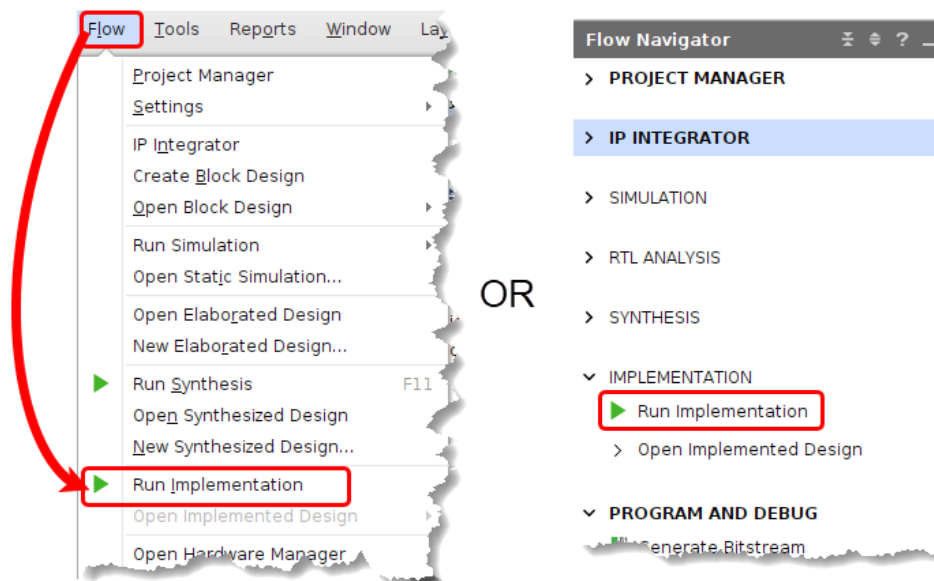 Flow Tools Reports Window
Project Manager
Settings
IP Integrator
Create Block Design
Open Block Design
Run Simulation
Open Static Simulation...
Open Elaborated Design
New Elaborated Design...
Run Synthesis F11
Open Synthesized Design
New Synthesized Design...
Run Implementation
Open Implemented Design
Open Hardware Manager
OR
Flow Navigator ?
PROJECT MANAGER
IP INTEGRATOR
SIMULATION
RTL ANALYSIS
SYNTHESIS
IMPLEMENTATION
Run Implementation
Open Implemented Design
PROGRAM AND DEBUG
Generate Bitstream